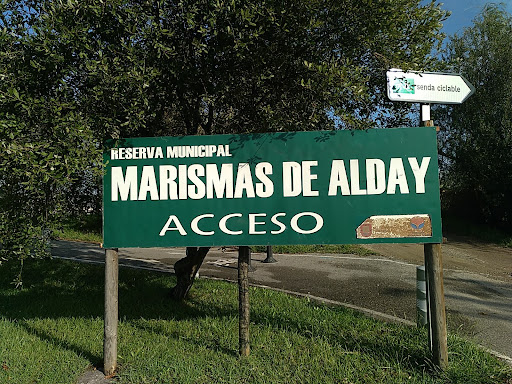 senda ciclable
RESERVA MUNICIPAL
MARISMAS DE ALDAY
ACCESO